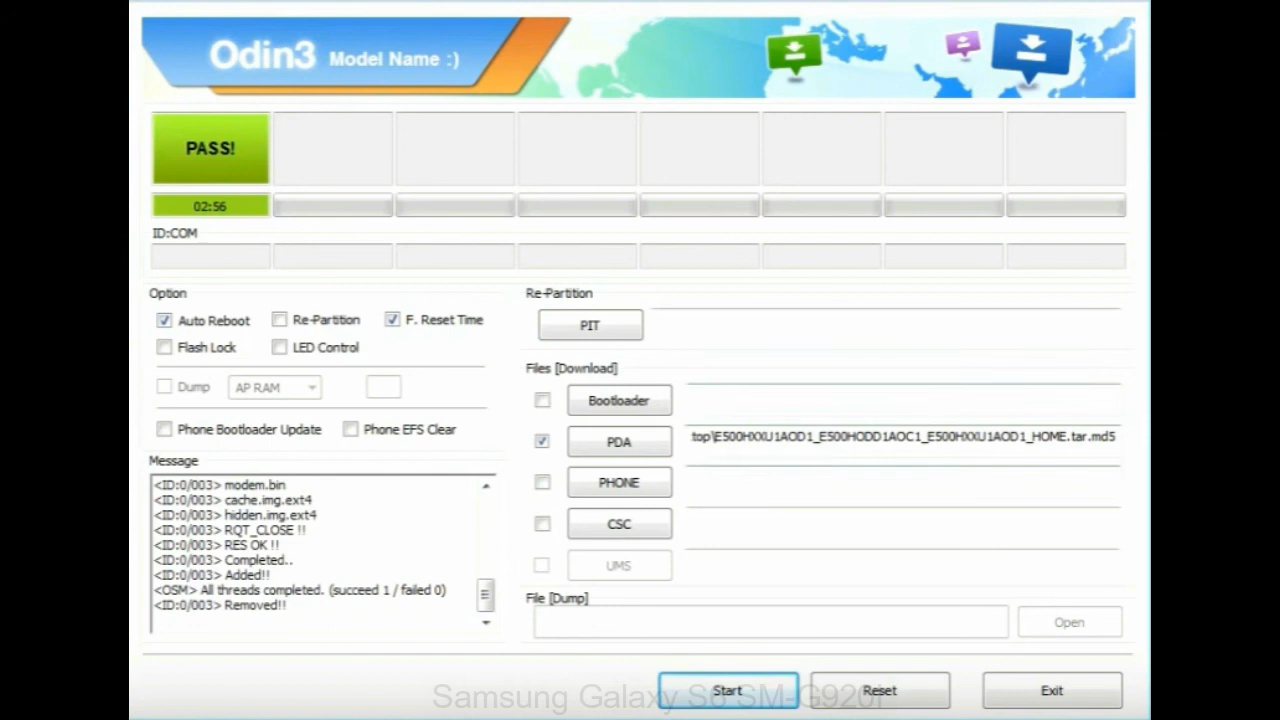 Odin3 Model Name :)
PASS!
02:56
ID:COM
Option
Auto Reboot Re-Partition F. Reset Time
Flash Lock LED Control
Dump AP RAM
Phone Bootloader Update Phone EFS Clear
Message
<ID:0/003> modem.bin
<ID:0/003> cache.img.ext4
<ID:0/003> hidden.img.ext4
<ID:0/003> RQT_CLOSE !!
<ID:0/003> RES OK !!
<ID:0/003> Completed..
<ID:0/003> Added!!
<OSM> All threads completed. (succeed 1 / failed 0)
<ID:0/003> Removed!!
Re-Partition
PIT
Files [Download]
Bootloader
PDA top\E500HXXU1AOD1_E500HODD1AOC1_E500HXXU1AOD1_HOME.tar.md5
PHONE
CSC
UMS
File [Dump]
Open
Start Reset Exit
Samsung Galaxy S6 SM-G920I